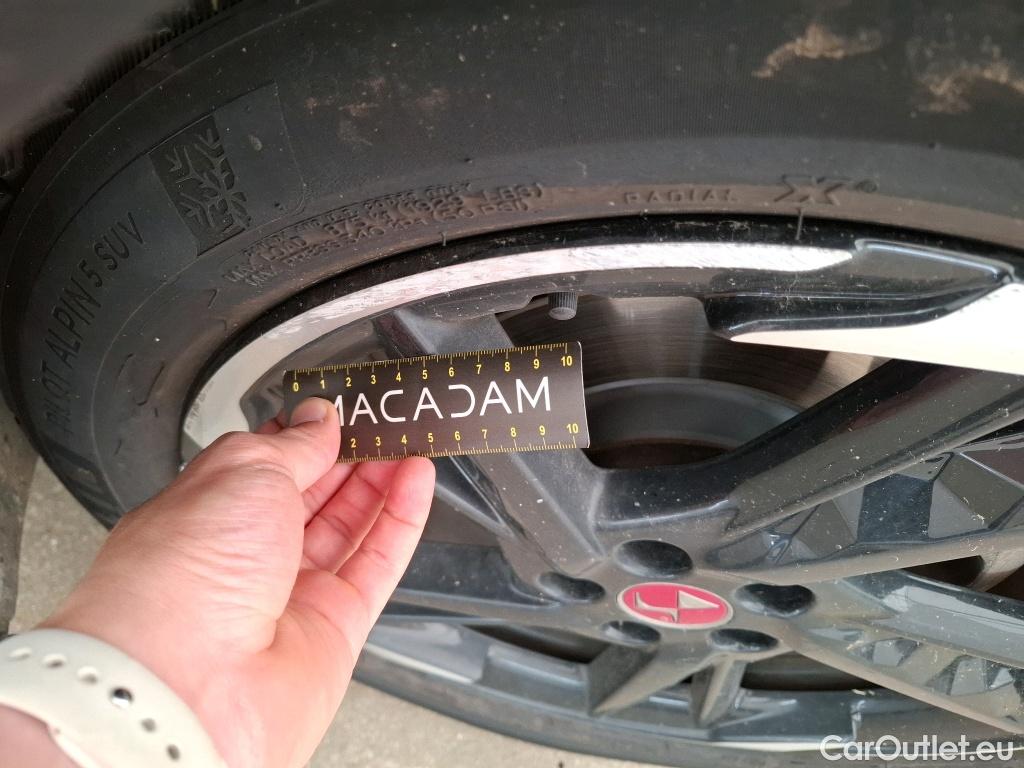 PILOT ALPIN 5 SUV
RADIAL X®
0 1 2 3 4 5 6 7 8 9 10
MACADAM
2 3 4 5 6 7 8 9 10
CarOutlet.eu